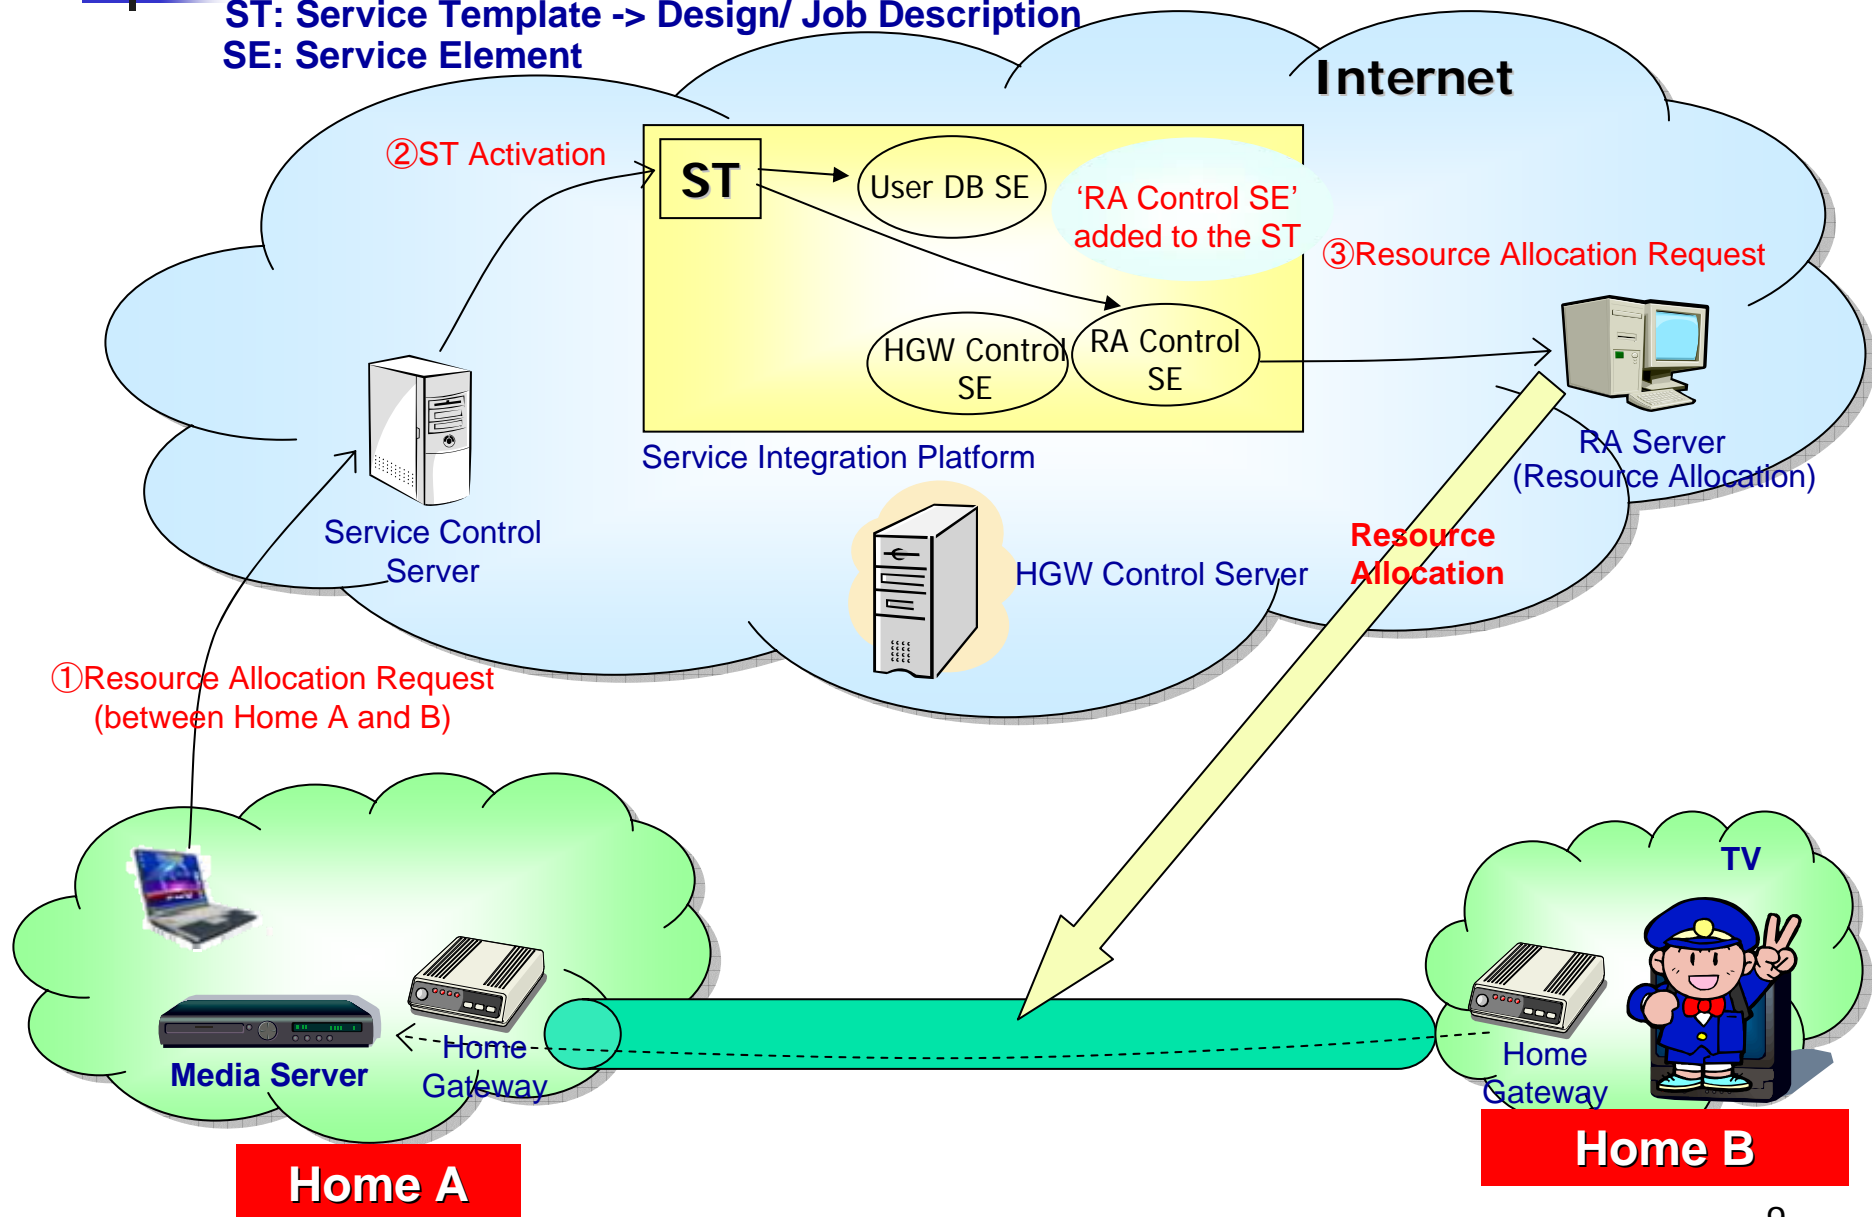 ST: Service Template -> Design/ Job Description
SE: Service Element
Internet
②ST Activation
ST
User DB SE
‘RA Control SE’
added to the ST
③Resource Allocation Request
HGW Control
SE
RA Control
SE
Service Integration Platform
RA Server
(Resource Allocation)
Service Control
Server
HGW Control Server
Resource
Allocation
①Resource Allocation Request
(between Home A and B)
TV
Media Server
Home
Gateway
Home
Gateway
Home A
Home B